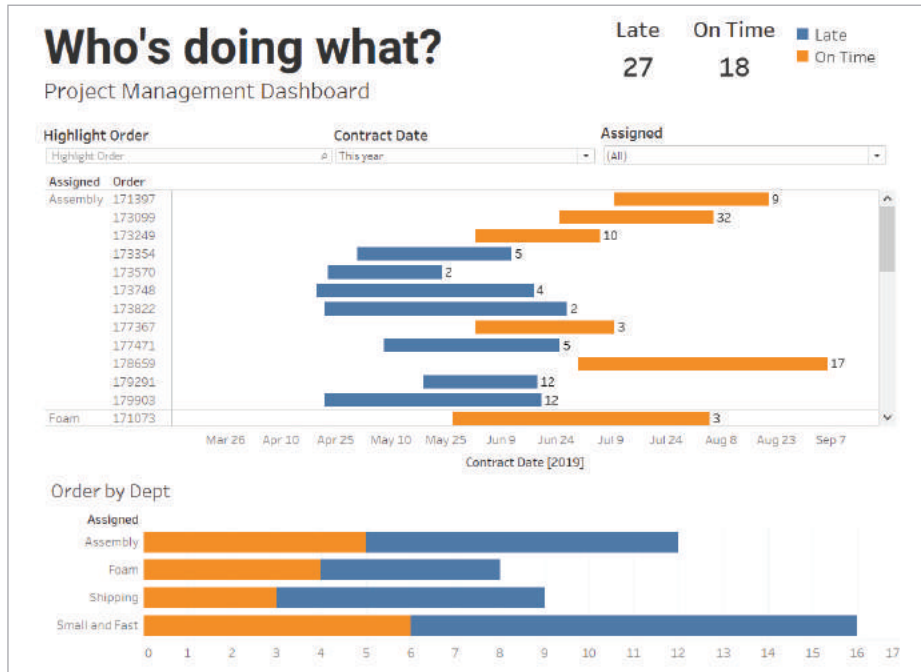 Who's doing what?
Project Management Dashboard
Late On Time
27 18
Late
On Time
Highlight Order Contract Date Assigned
Highlight Order This year (All)
Assigned Order
Assembly 171397 9
173099 32
173249 10
173354 5
173570 2
173748 4
173822 2
177367 3
177471 5
178659 17
179291 12
179903 12
Foam 171073 3
Mar 26 Apr 10 Apr 25 May 10 May 25 Jun 9 Jun 24 Jul 9 Jul 24 Aug 8 Aug 23 Sep 7
Contract Date [2019]
Order by Dept
Assigned
Assembly
Foam
Shipping
Small and Fast
0 1 2 3 4 5 6 7 8 9 10 11 12 13 14 15 16 17